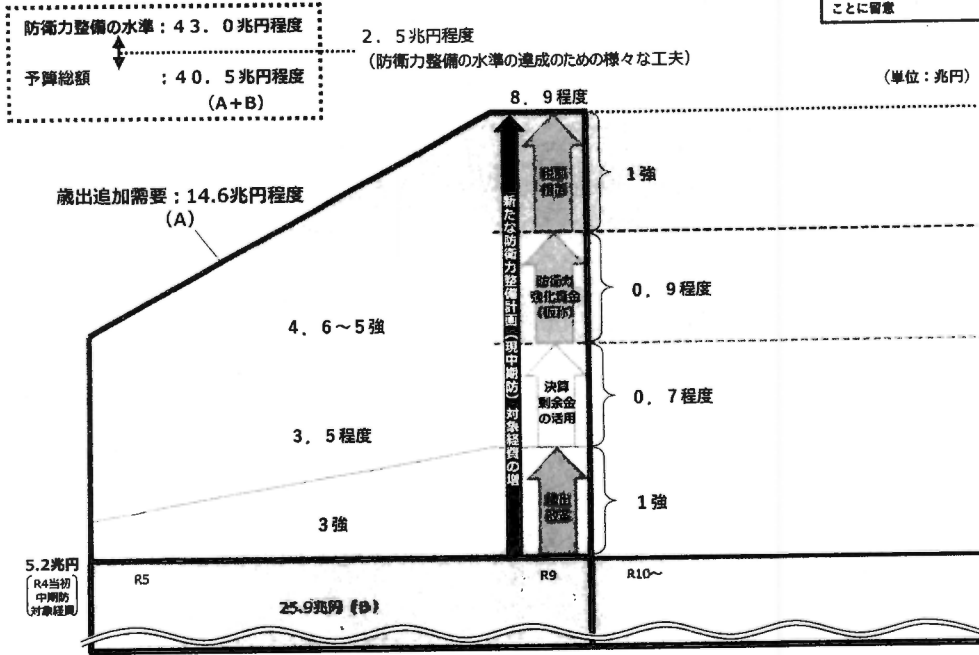 ことに留意
防衛力整備の水準：４３．０兆円程度
２．５兆円程度
（防衛力整備の水準の達成のための様々な工夫）
予算総額　　　　：４０．５兆円程度
（A＋B）
（単位：兆円）
８．９程度
歳出追加需要：14.6兆円程度
（A）
新たな防衛力整備計画（現中期防）対象経費の増
税制
措置
1強
防衛力
強化資金
（仮称）
０．９程度
４．６～５強
決算
剰余金
の活用
０．７程度
３．５程度
歳出
改革
1強
3強
5.2兆円
R4当初
中期防
対象経費
R5
R9
R10～
25.9兆円（B）